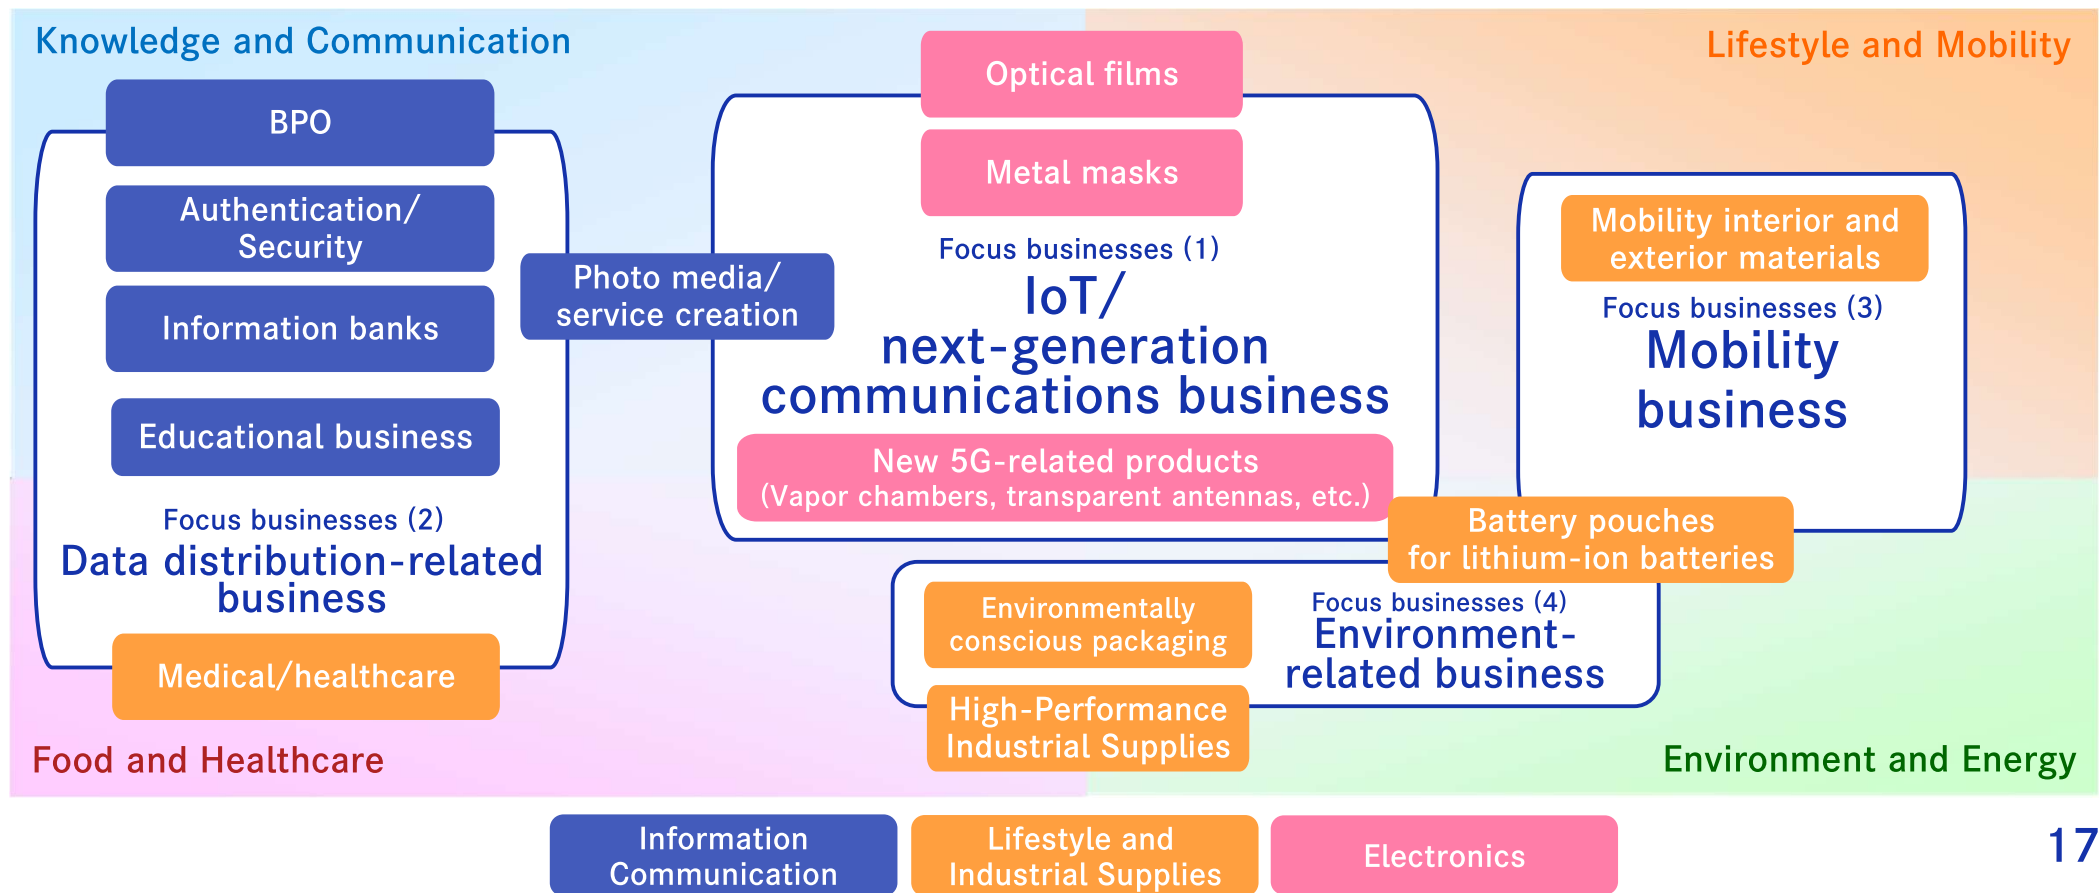 Knowledge and Communication
Lifestyle and Mobility
BPO
Authentication/
Security
Information banks
Educational business
Focus businesses (2)
Data distribution-related
business
Medical/healthcare
Photo media/
service creation
Optical films
Metal masks
Focus businesses (1)
IoT/
next-generation
communications business
New 5G-related products
(Vapor chambers, transparent antennas, etc.)
Mobility interior and
exterior materials
Focus businesses (3)
Mobility
business
Battery pouches
for lithium-ion batteries
Environmentally
conscious packaging
Focus businesses (4)
Environment-
related business
High-Performance
Industrial Supplies
Food and Healthcare
Environment and Energy
Information
Communication
Lifestyle and
Industrial Supplies
Electronics
17